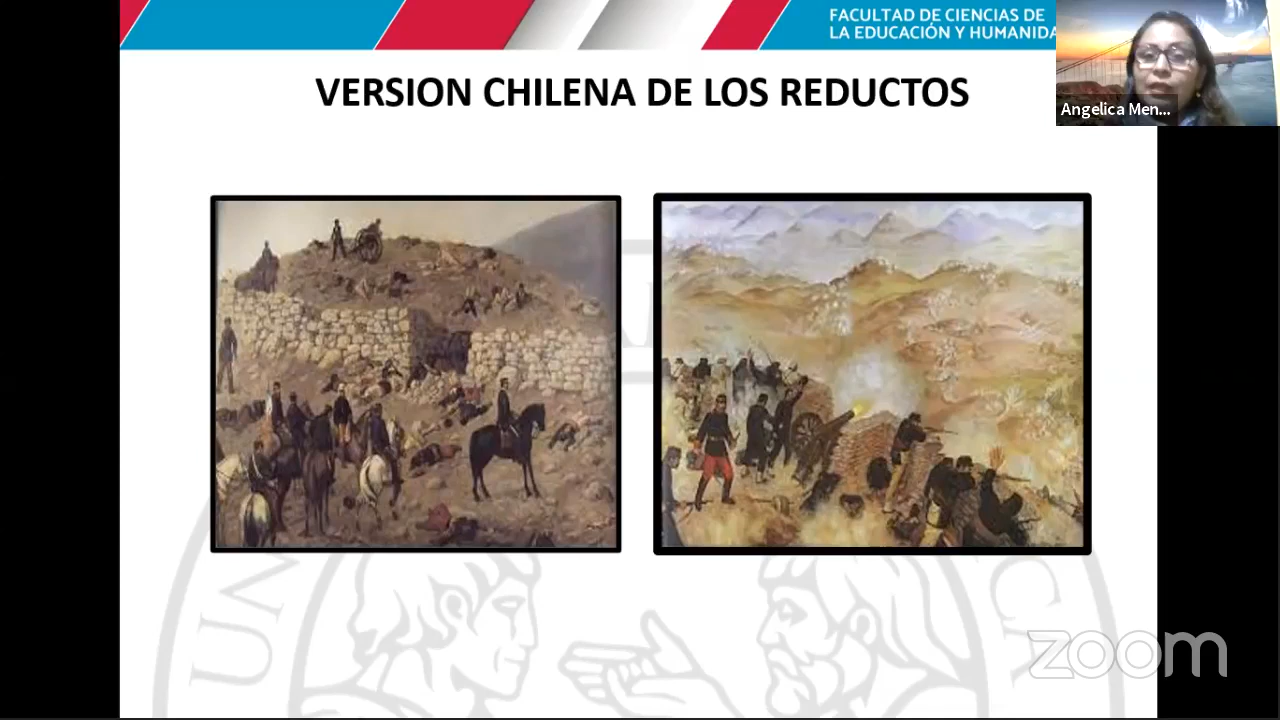 FACULTAD DE CIENCIAS DE
LA EDUCACIÓN Y HUMANIDA
VERSION CHILENA DE LOS REDUCTOS
Angelica Men...
zoom